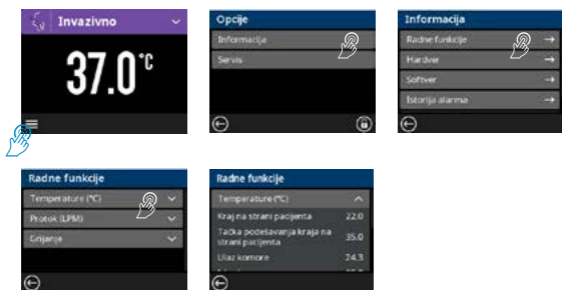 Invazivno
37.0°C
Opcije
Informacija
Servis
Informacija
Radne funkcije
Hardver
Softver
Istorija alarma
Radne funkcije
Temperature (°C)
Protok (LPM)
Grijanje
Radne funkcije
Temperature (°C)
Kraj na strani pacijenta 22.0
Tačka podešavanja kraja na
strani pacijenta 35.0
Ulaz komore 24.3